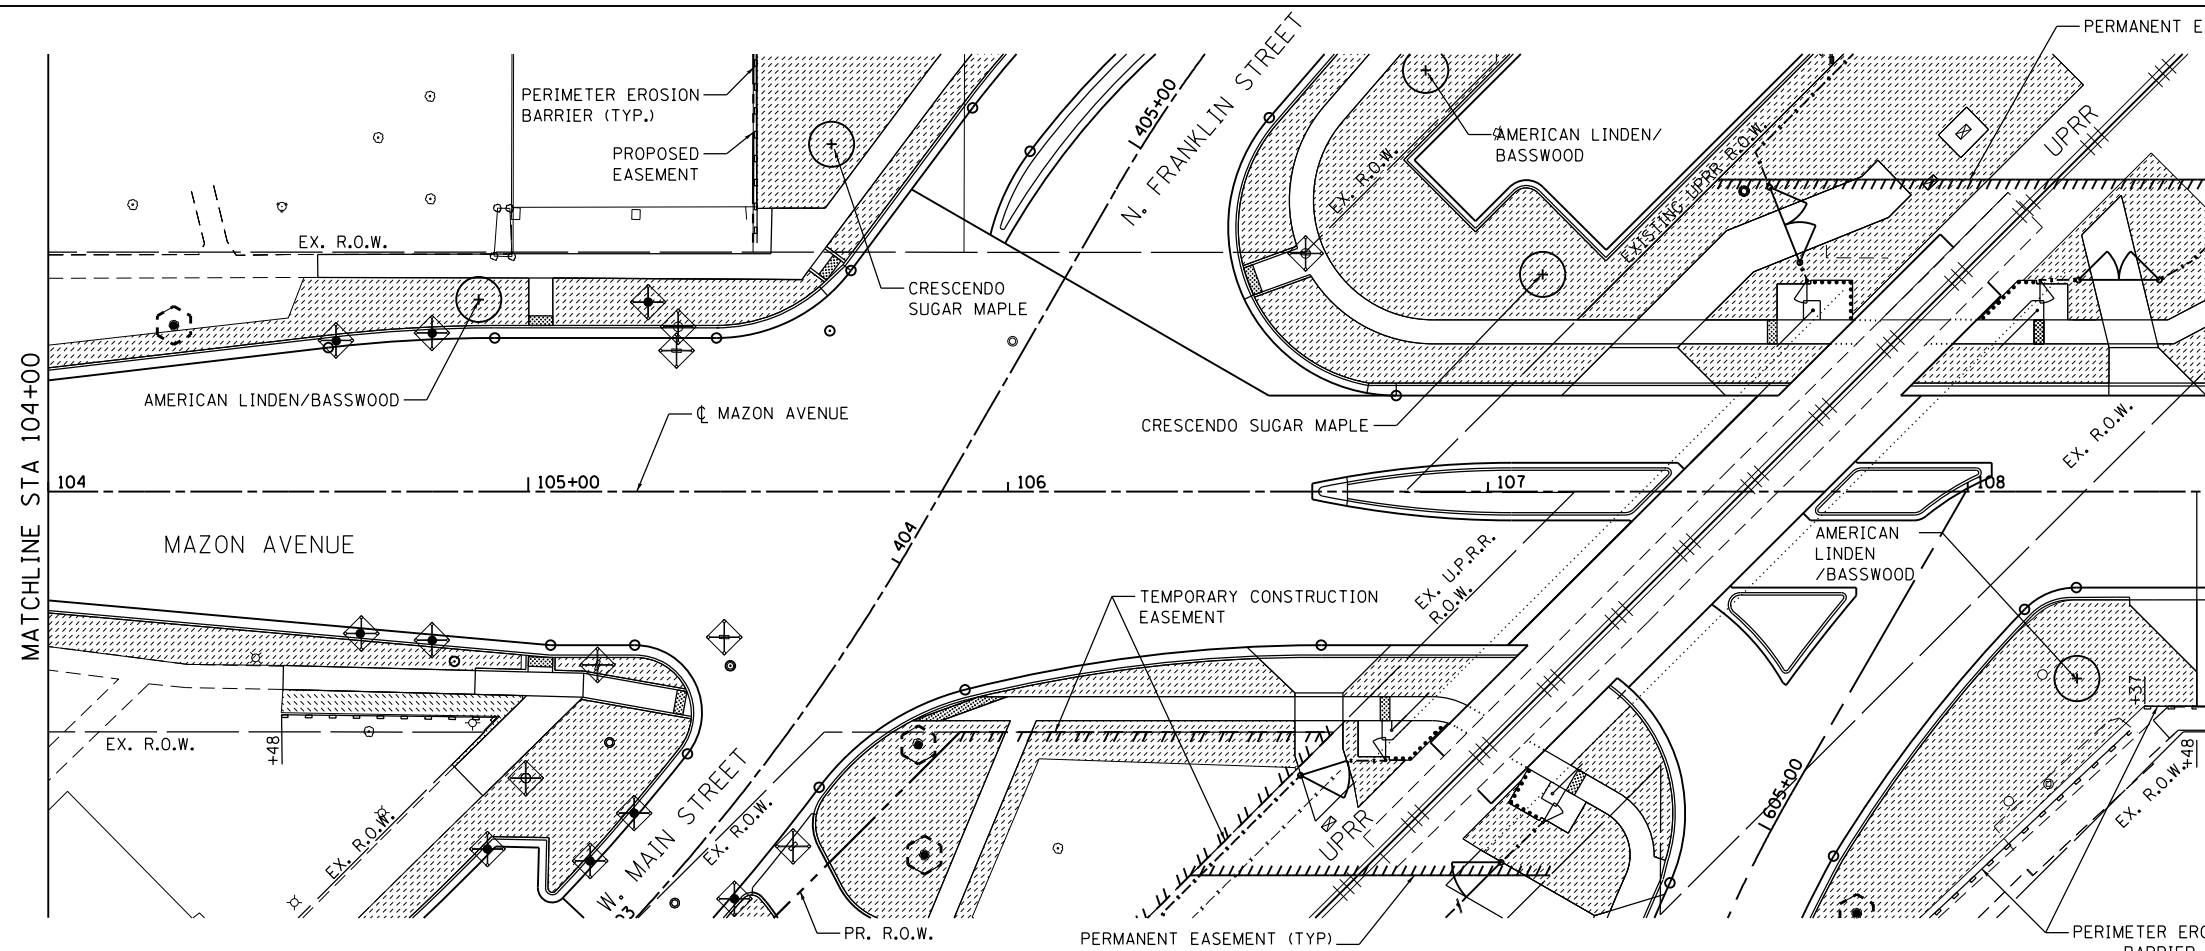 PERMANENT E
PERIMETER EROSION
BARRIER (TYP.)
PROPOSED
EASEMENT
405+00
N. FRANKLIN STREET
AMERICAN LINDEN/
BASSWOOD
EX. R.O.W.
EXISTING UPRR R.O.W.
UPRR
EX. R.O.W.
CRESCENDO
SUGAR MAPLE
AMERICAN LINDEN/BASSWOOD
℄ MAZON AVENUE
CRESCENDO SUGAR MAPLE
EX. R.O.W.
MATCHLINE STA 104+00
104
105+00
106
107
108
MAZON AVENUE
404
EX. U.P.R.R.
R.O.W.
AMERICAN
LINDEN
/BASSWOOD
TEMPORARY CONSTRUCTION
EASEMENT
EX. R.O.W.
+48
EX. R.O.W.
W. MAIN STREET
EX. R.O.W.
UPRR
605+00
+37
+48
EX. R.O.W.
PR. R.O.W.
PERMANENT EASEMENT (TYP)
PERIMETER ERO